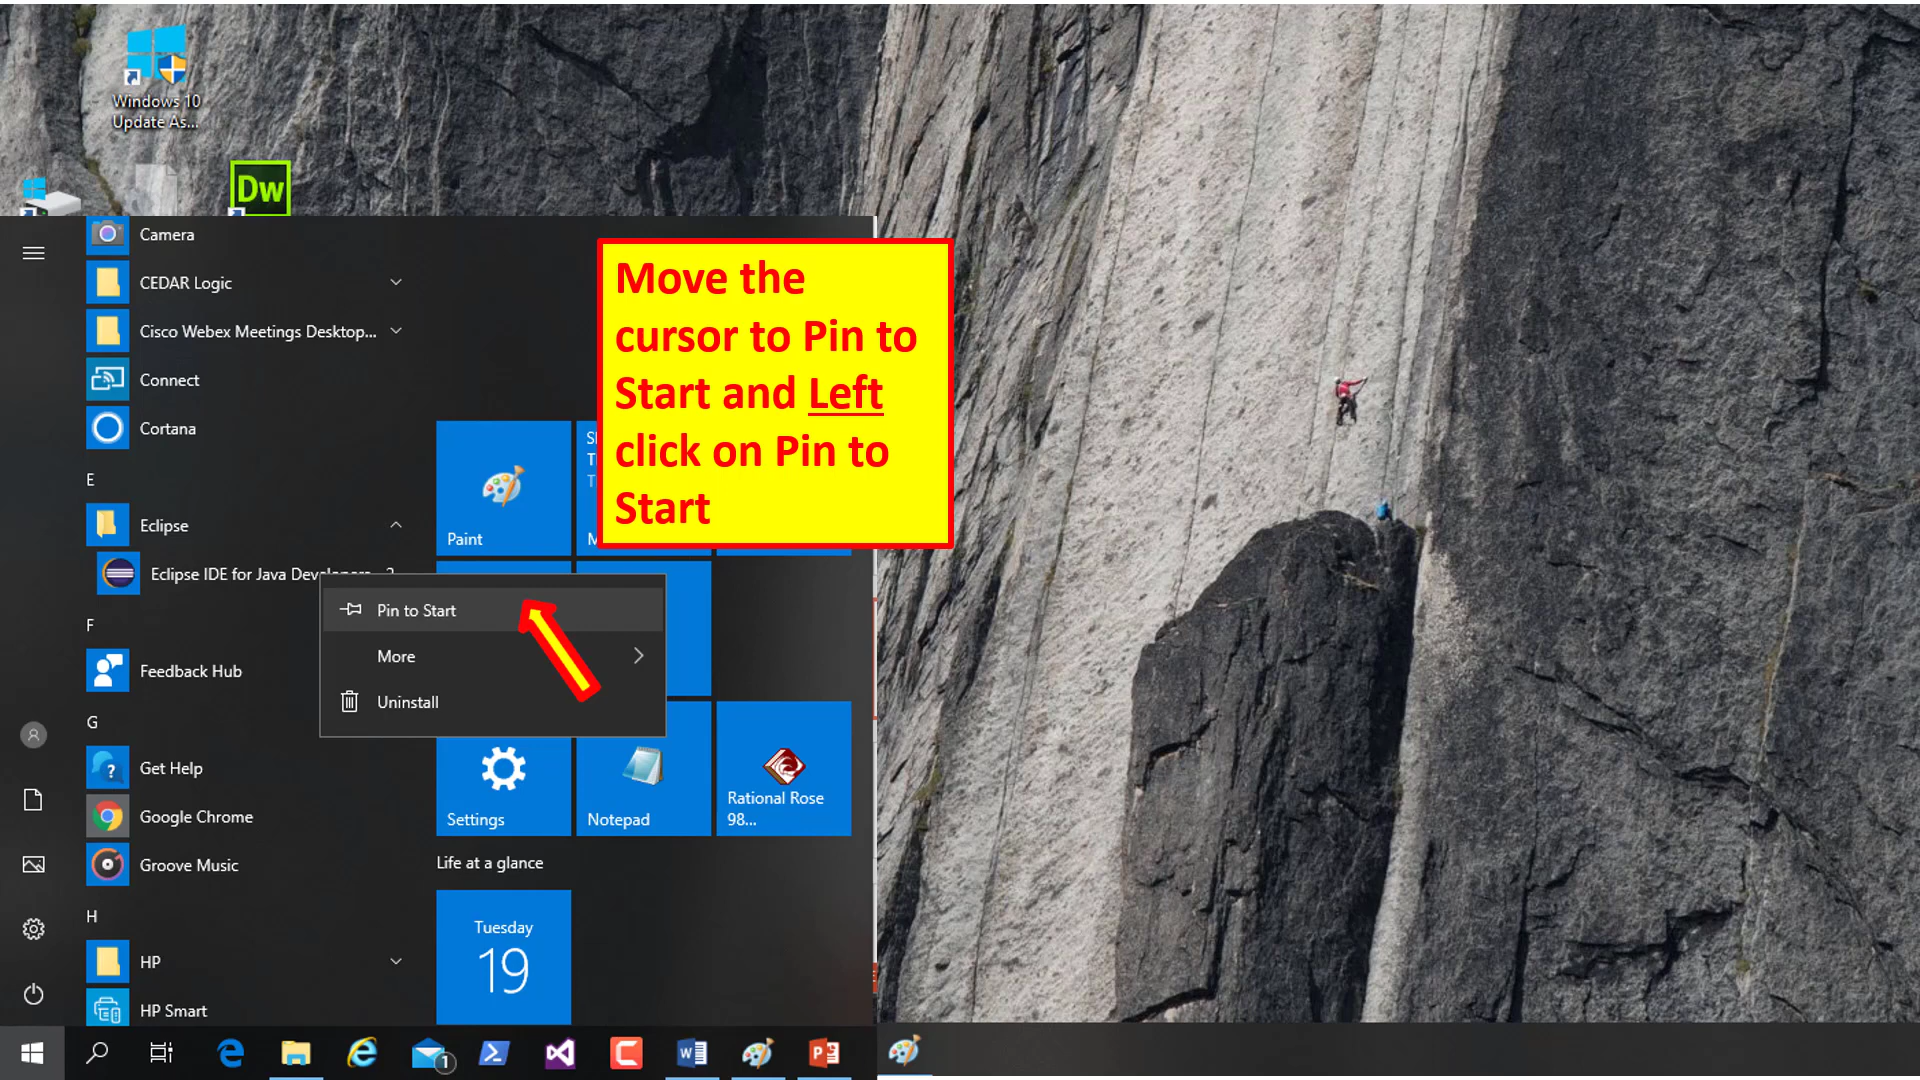 Windows 10
Update As...
Dw
Camera
CEDAR Logic
Cisco Webex Meetings Desktop...
Connect
Cortana
E
Eclipse
Eclipse IDE for Java Developers
F
Feedback Hub
G
Get Help
Google Chrome
Groove Music
H
HP
HP Smart
Move the
cursor to Pin to
Start and Left
click on Pin to
Start
Paint
Pin to Start
More
Uninstall
Settings
Notepad
Rational Rose
98...
Life at a glance
Tuesday
19
1